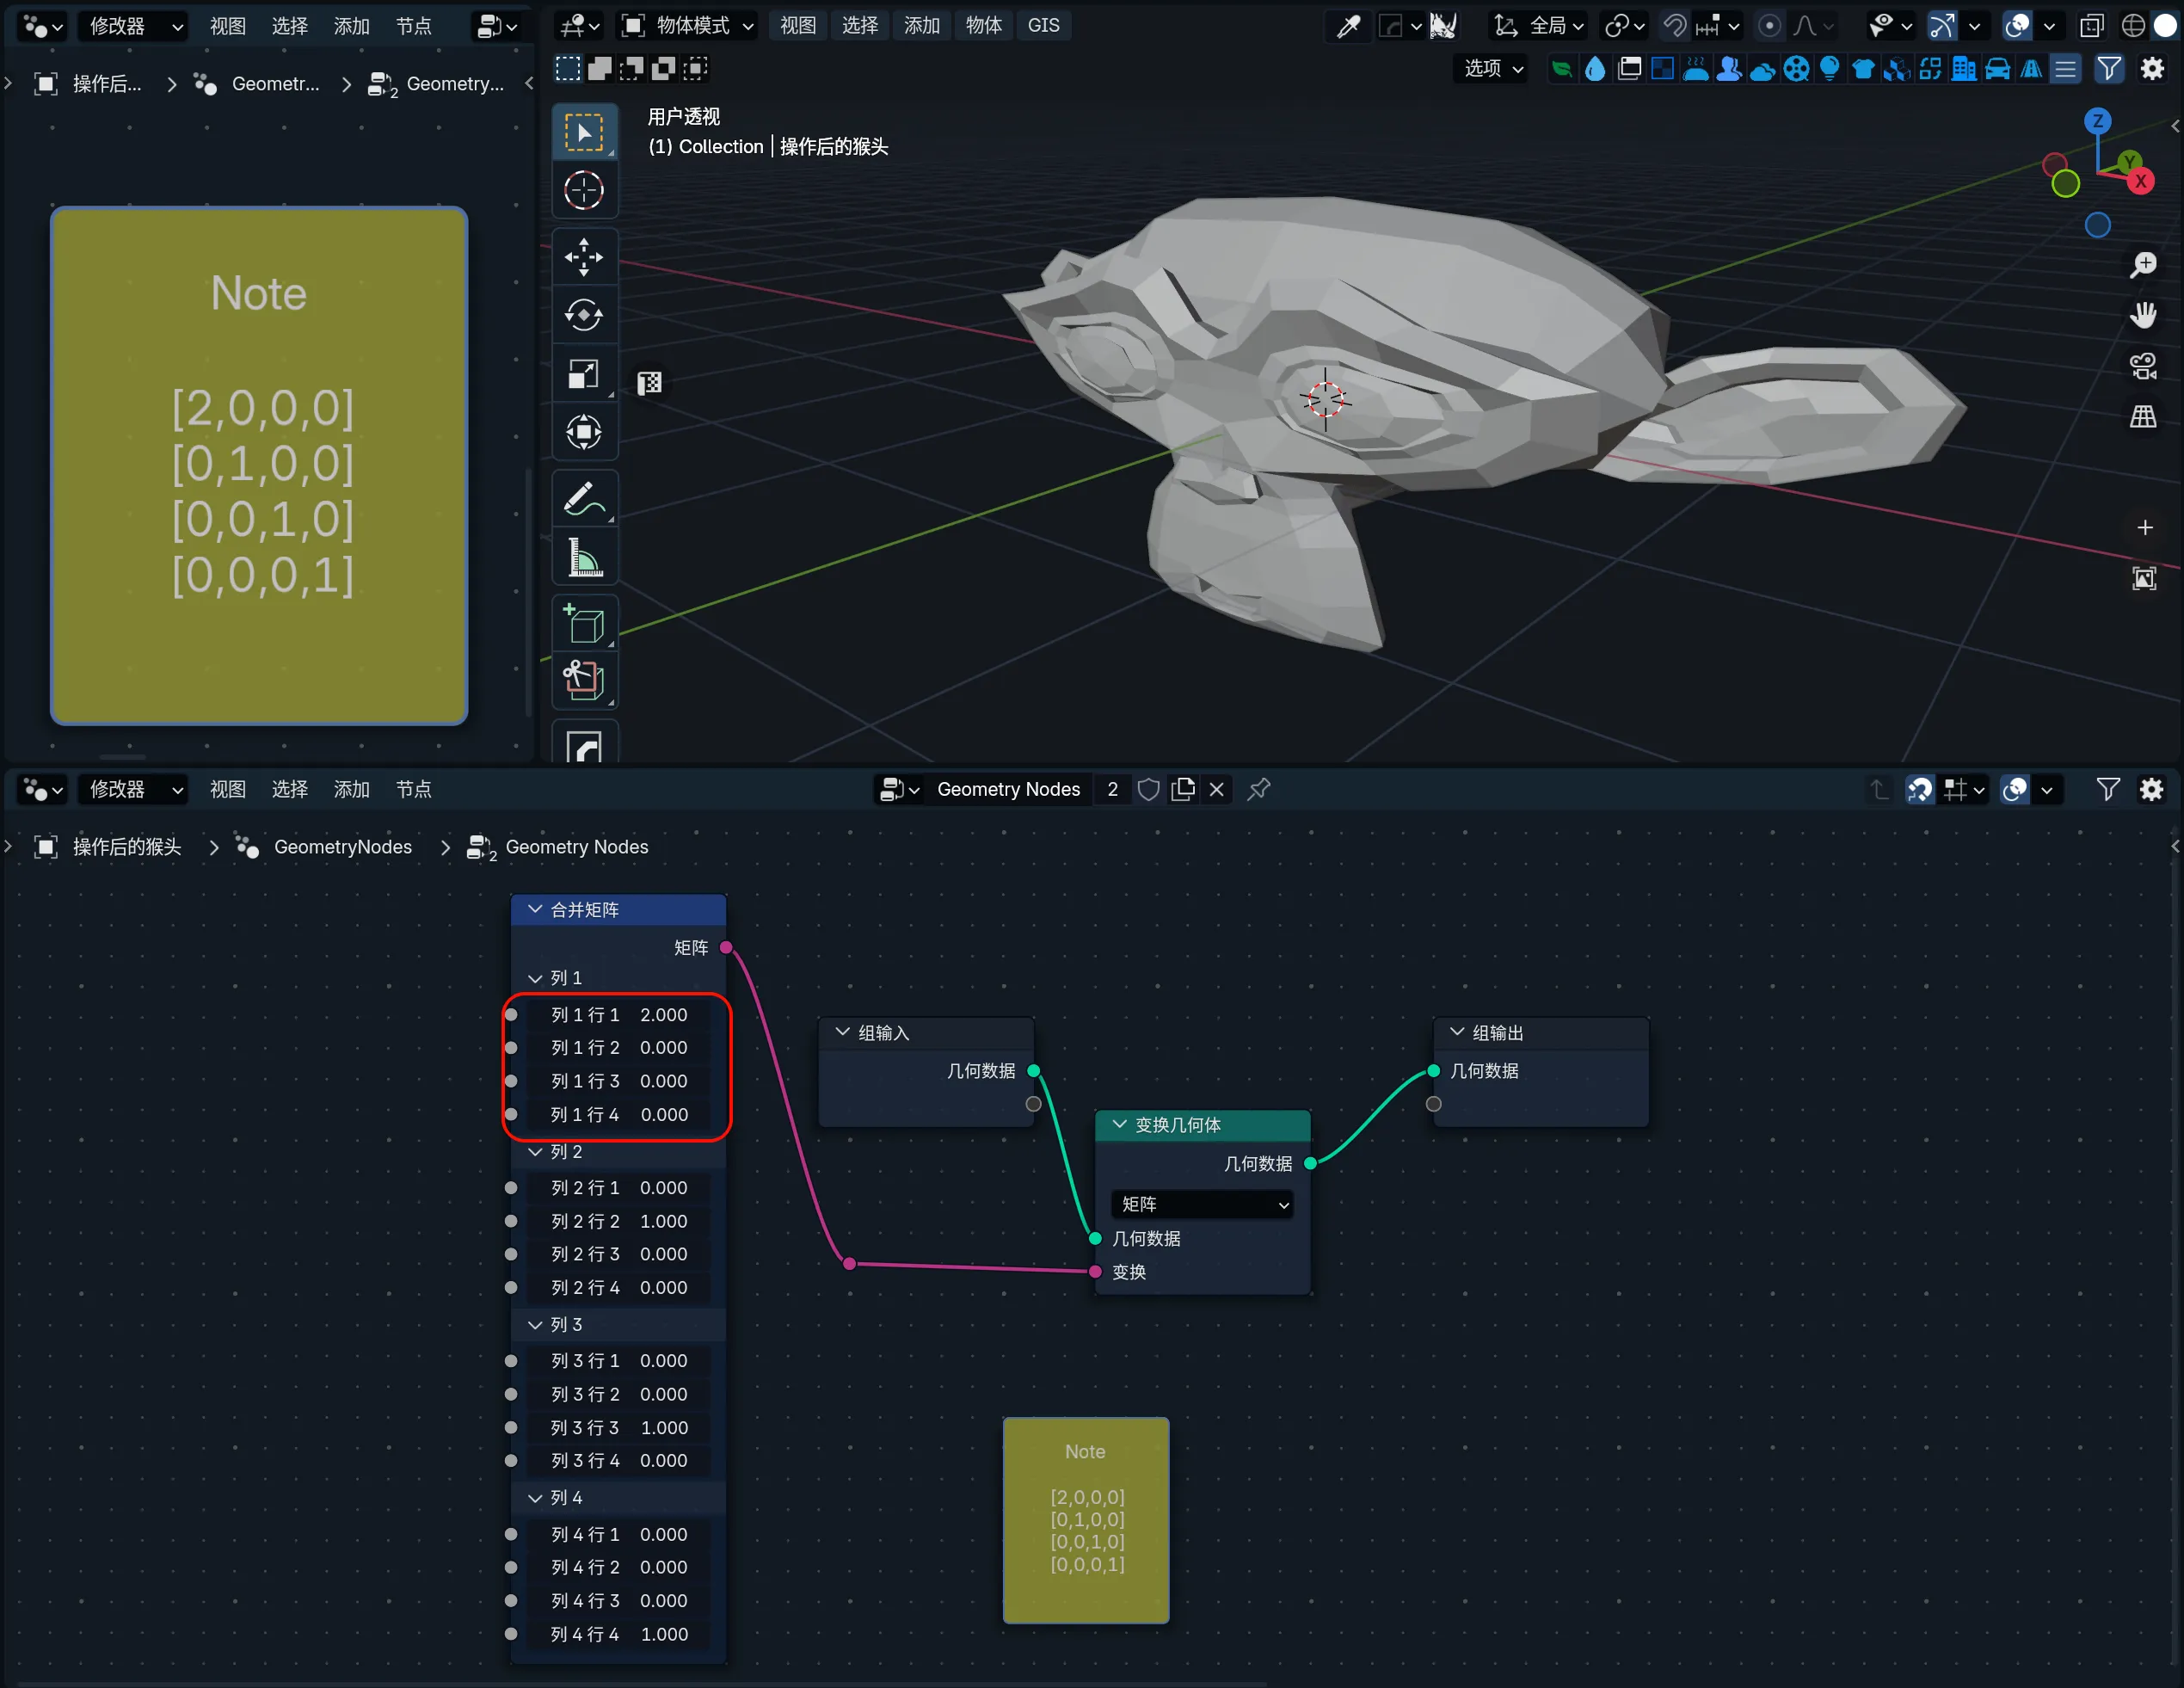 修改器 视图 选择 添加 节点
操作后... Geometr... 2 Geometry...
Note
[2,0,0,0]
[0,1,0,0]
[0,0,1,0]
[0,0,0,1]
物体模式 视图 选择 添加 物体 GIS 全局
选项
用户透视
(1) Collection | 操作后的猴头
Z
Y
X
修改器 视图 选择 添加 节点 Geometry Nodes 2
操作后的猴头 GeometryNodes 2 Geometry Nodes
合并矩阵
矩阵
列 1
列 1 行 1 2.000
列 1 行 2 0.000
列 1 行 3 0.000
列 1 行 4 0.000
列 2
列 2 行 1 0.000
列 2 行 2 1.000
列 2 行 3 0.000
列 2 行 4 0.000
列 3
列 3 行 1 0.000
列 3 行 2 0.000
列 3 行 3 1.000
列 3 行 4 0.000
列 4
列 4 行 1 0.000
列 4 行 2 0.000
列 4 行 3 0.000
列 4 行 4 1.000
组输入
几何数据
变换几何体
几何数据
矩阵
几何数据
变换
组输出
几何数据
Note
[2,0,0,0]
[0,1,0,0]
[0,0,1,0]
[0,0,0,1]